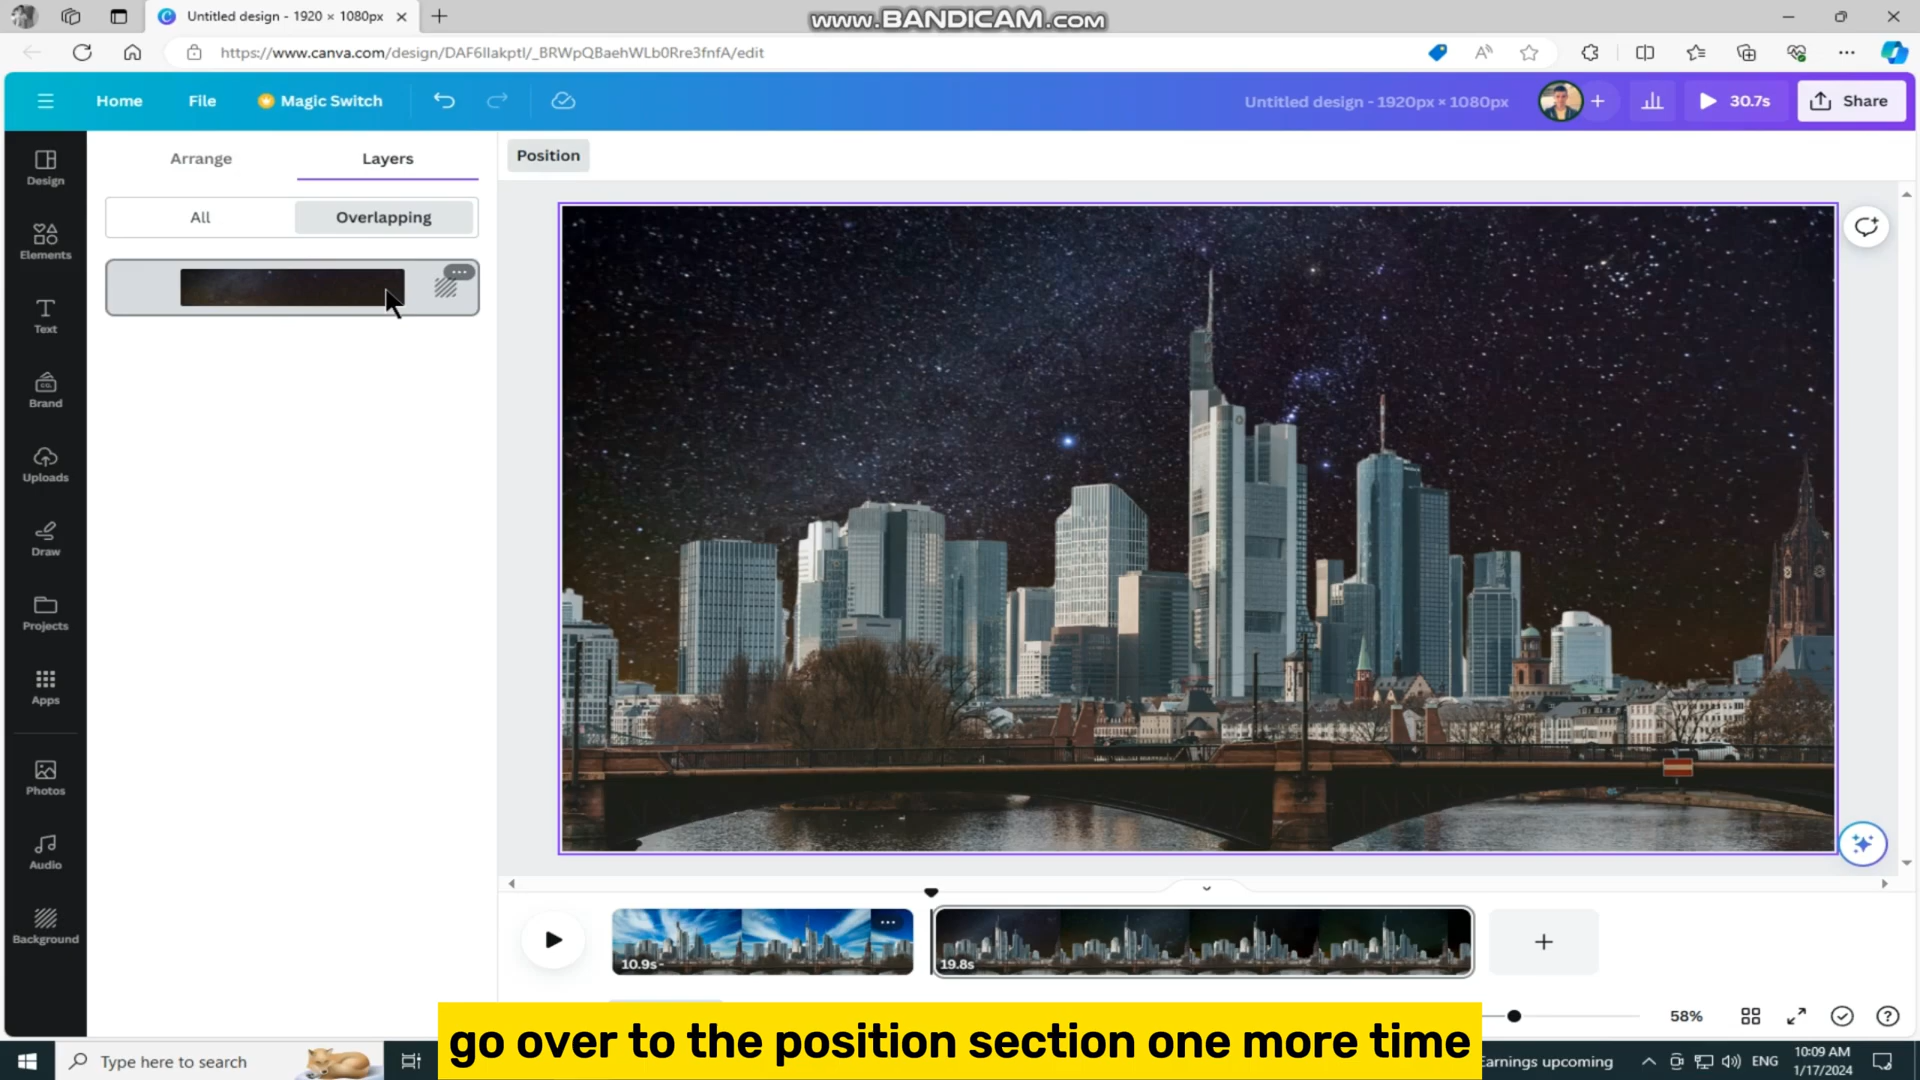 Untitled design - 1920 × 1080px
www.BANDICAM.com
https://www.canva.com/design/DAF6IIakptI/_BRWpQBaehWLb0Rre3fnfA/edit
Home
File
Magic Switch
Untitled design - 1920px × 1080px
30.7s
Share
Design
Elements
Text
Brand
Uploads
Draw
Projects
Apps
Photos
Audio
Background
Arrange
Layers
All
Overlapping
Position
10.9s
19.8s
58%
go over to the position section one more time
Type here to search
Earnings upcoming
ENG
10:09 AM
1/17/2024